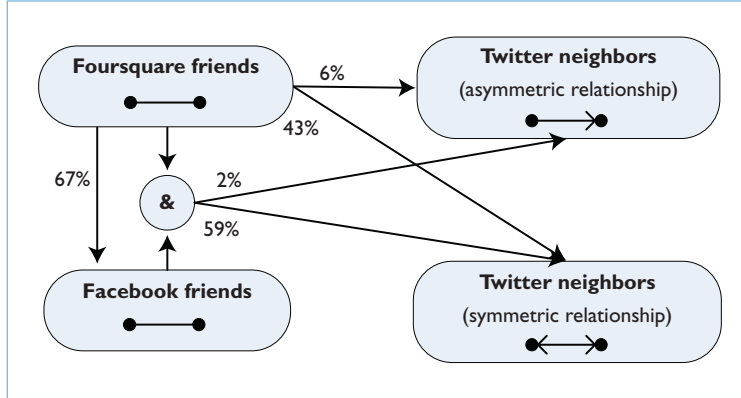 Foursquare friends
6%
Twitter neighbors
(asymmetric relationship)
43%
67%
&
2%
59%
Facebook friends
Twitter neighbors
(symmetric relationship)